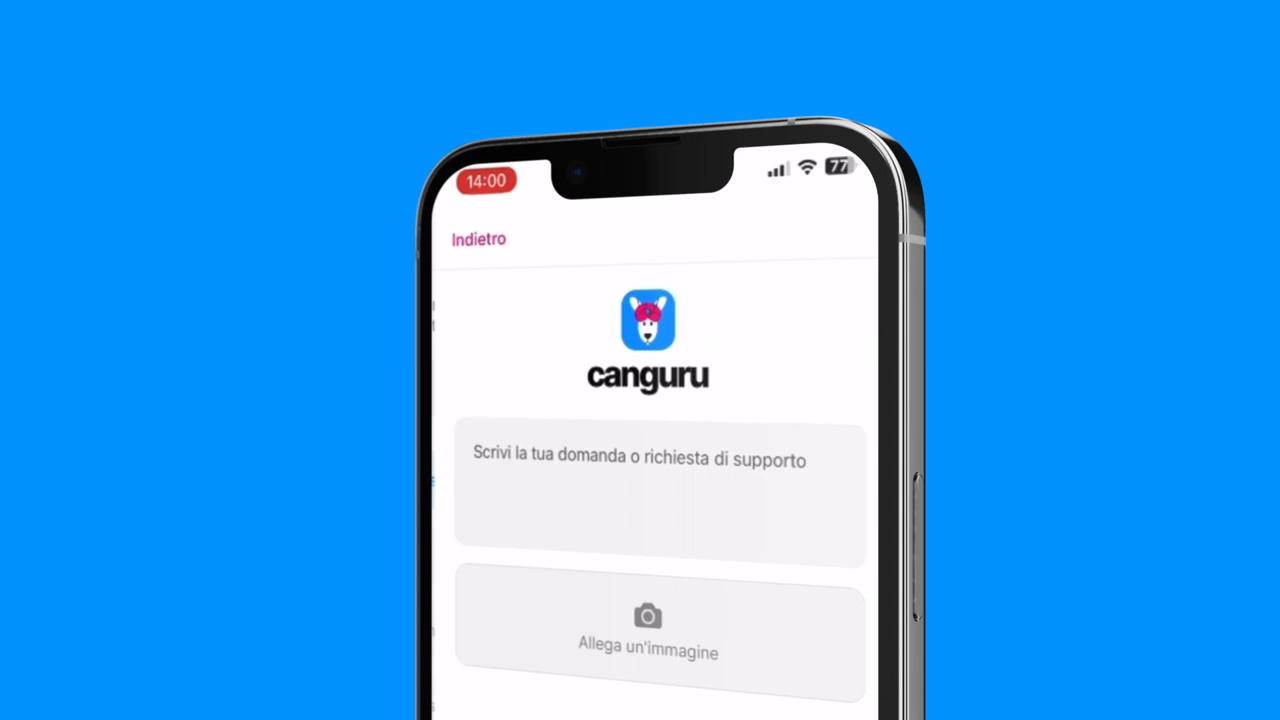 14:00
77
Indietro
canguru
Scrivi la tua domanda o richiesta di supporto
Allega un'immagine